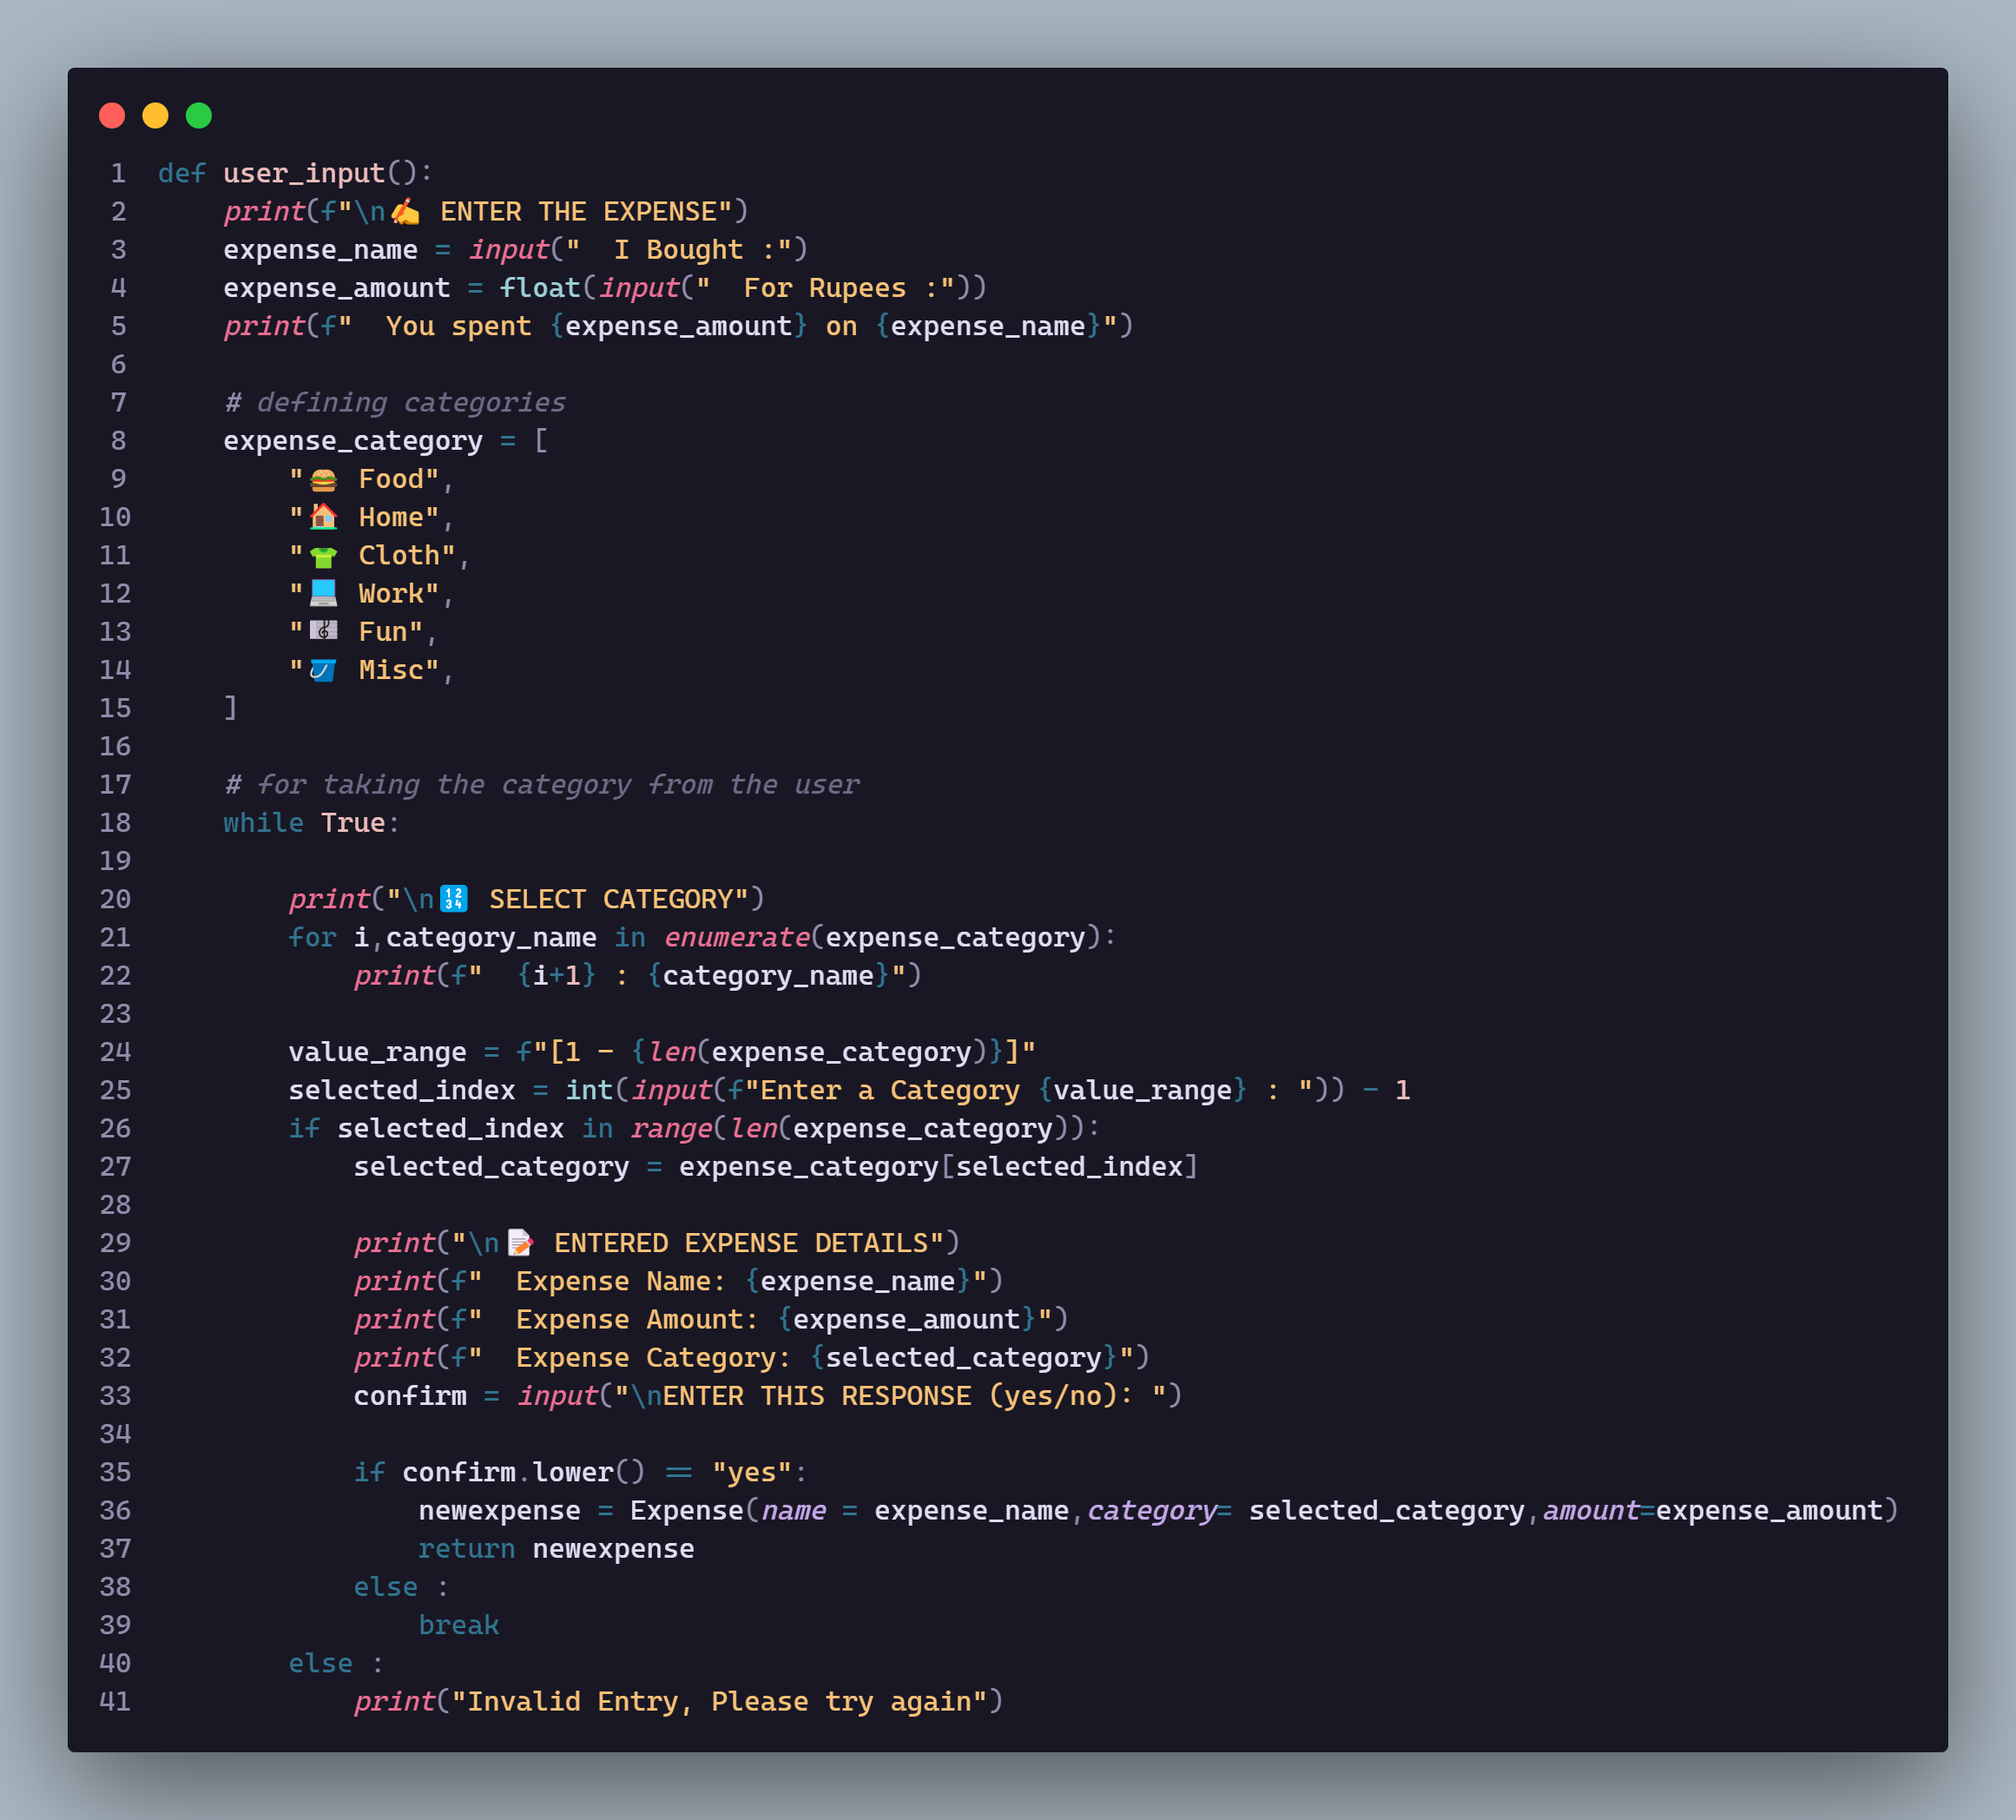 1 def user_input():
2     print(f"\n✍️ ENTER THE EXPENSE")
3     expense_name = input("  I Bought :")
4     expense_amount = float(input("  For Rupees :"))
5     print(f"  You spent {expense_amount} on {expense_name}")
6
7     # defining categories
8     expense_category = [
9         "🍔 Food",
10         "🏠 Home",
11         "👕 Cloth",
12         "💻 Work",
13         "🎼 Fun",
14         "🪣 Misc",
15     ]
16
17     # for taking the category from the user
18     while True:
19
20         print("\n🔢 SELECT CATEGORY")
21         for i,category_name in enumerate(expense_category):
22             print(f"  {i+1} : {category_name}")
23
24         value_range = f"[1 - {len(expense_category)}]"
25         selected_index = int(input(f"Enter a Category {value_range} : ")) - 1
26         if selected_index in range(len(expense_category)):
27             selected_category = expense_category[selected_index]
28
29             print("\n📝 ENTERED EXPENSE DETAILS")
30             print(f"  Expense Name: {expense_name}")
31             print(f"  Expense Amount: {expense_amount}")
32             print(f"  Expense Category: {selected_category}")
33             confirm = input("\nENTER THIS RESPONSE (yes/no): ")
34
35             if confirm.lower() == "yes":
36                 newexpense = Expense(name = expense_name,category= selected_category,amount=expense_amount)
37                 return newexpense
38             else :
39                 break
40         else :
41             print("Invalid Entry, Please try again")